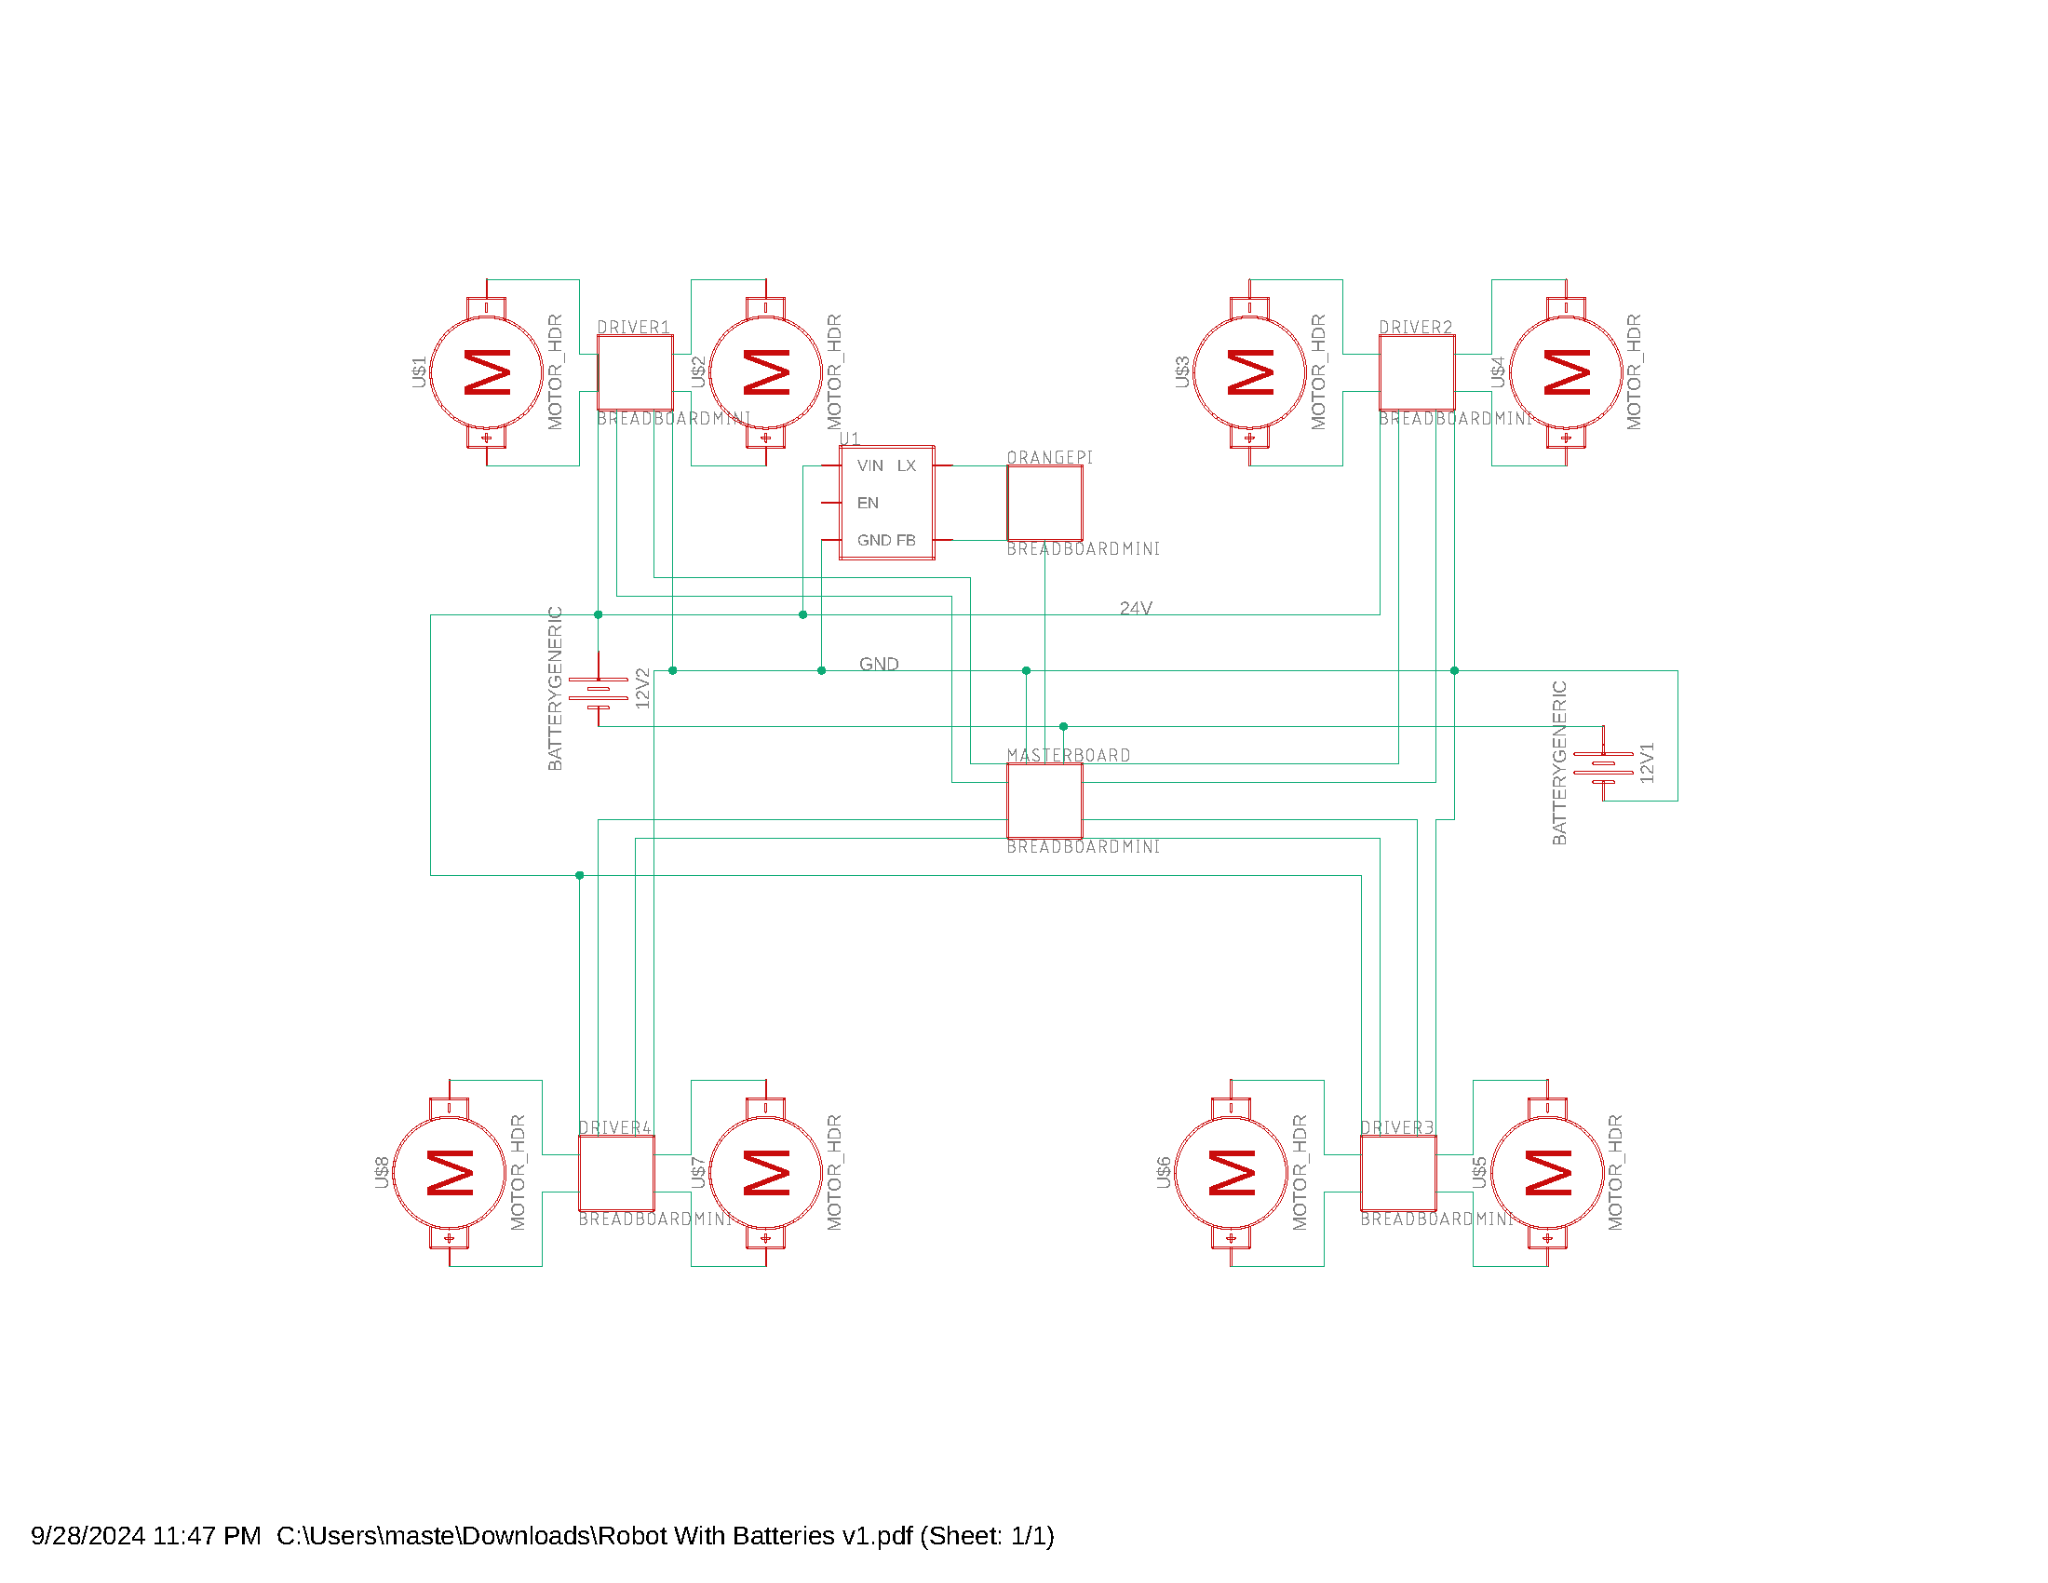 DRIVER1
U$1
M
MOTOR_HDR
BREADBOARDMINI
U$2
M
MOTOR_HDR
DRIVER2
U$3
M
MOTOR_HDR
BREADBOARDMINI
U$4
M
MOTOR_HDR
U1
VIN LX
EN
GND FB
ORANGEPI
BREADBOARDMINI
24V
GND
BATTERYGENERIC
12V2
MASTERBOARD
BREADBOARDMINI
BATTERYGENERIC
12V1
DRIVER4
U$8
M
MOTOR_HDR
BREADBOARDMINI
U$7
M
MOTOR_HDR
DRIVER3
U$6
M
MOTOR_HDR
BREADBOARDMINI
U$5
M
MOTOR_HDR
9/28/2024 11:47 PM C:\Users\maste\Downloads\Robot With Batteries v1.pdf (Sheet: 1/1)